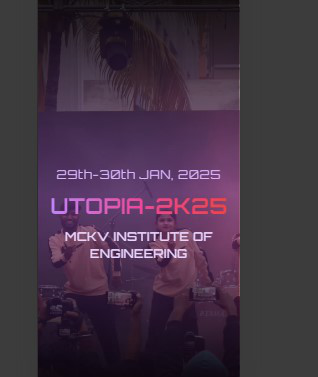 29th-30th JAN, 2025
UTOPIA-2K25
MCKV INSTITUTE OF
ENGINEERING